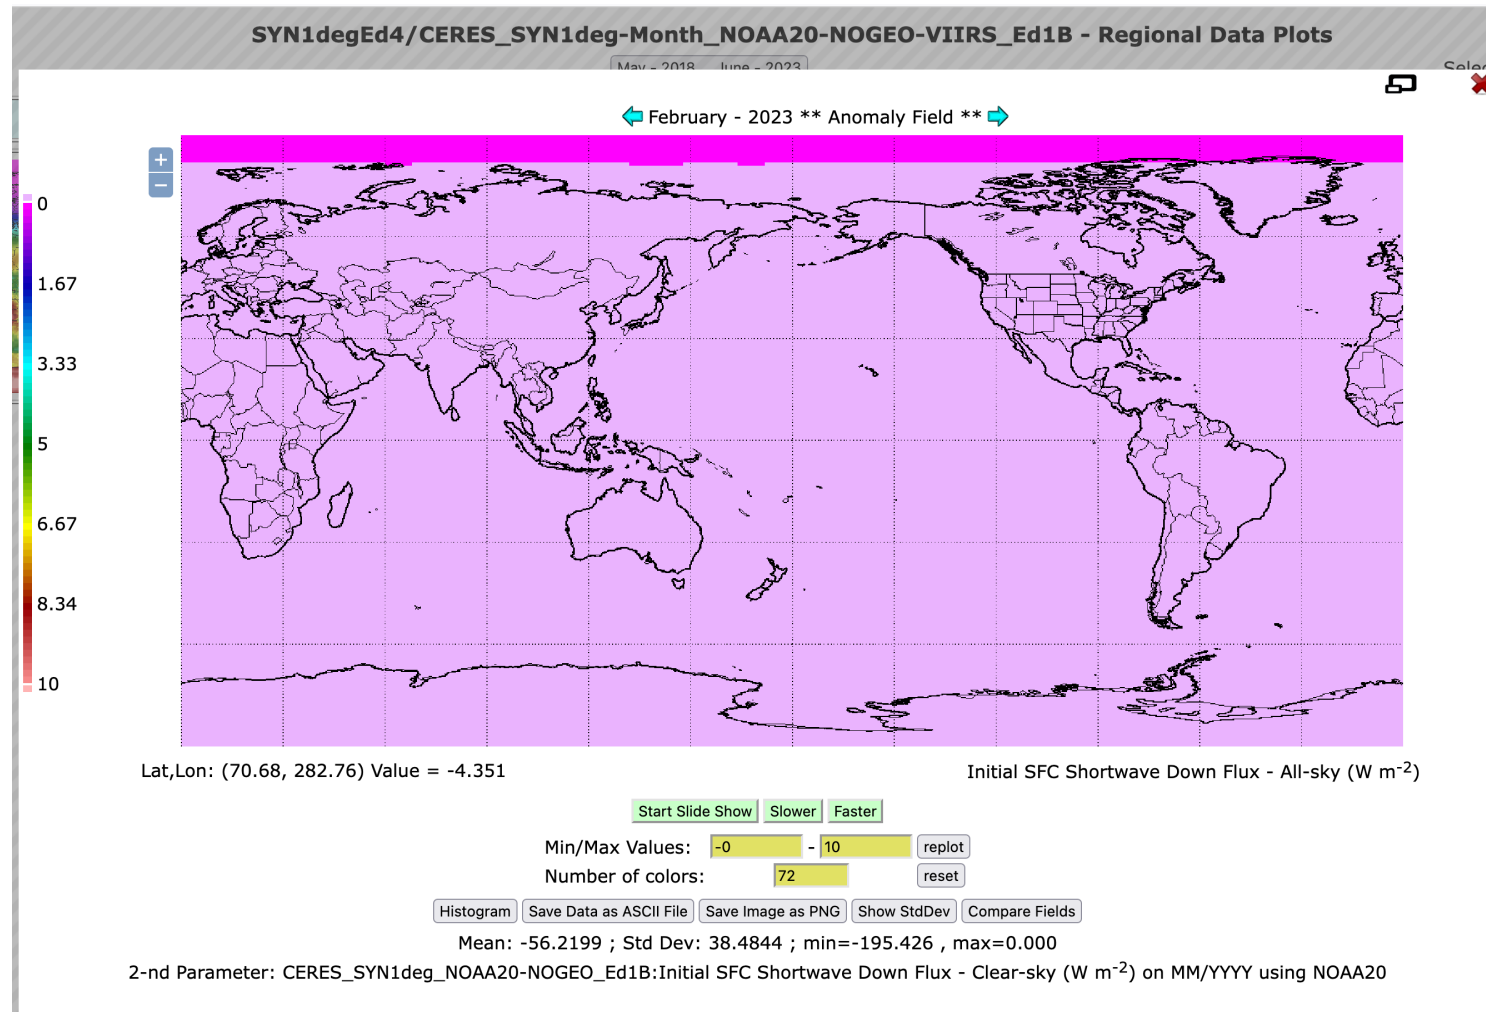 SYN1degEd4/CERES_SYN1deg-Month_NOAA20-NOGEO-VIIRS_Ed1B - Regional Data Plots
May - 2018 June - 2023
February - 2023 ** Anomaly Field **
+
−
0
1.67
3.33
5
6.67
8.34
10
Lat,Lon: (70.68, 282.76) Value = -4.351
Initial SFC Shortwave Down Flux - All-sky (W m-2)
Start Slide Show Slower Faster
Min/Max Values: -0 - 10 replot
Number of colors: 72 reset
Histogram Save Data as ASCII File Save Image as PNG Show StdDev Compare Fields
Mean: -56.2199 ; Std Dev: 38.4844 ; min=-195.426 , max=0.000
2-nd Parameter: CERES_SYN1deg_NOAA20-NOGEO_Ed1B:Initial SFC Shortwave Down Flux - Clear-sky (W m-2) on MM/YYYY using NOAA20